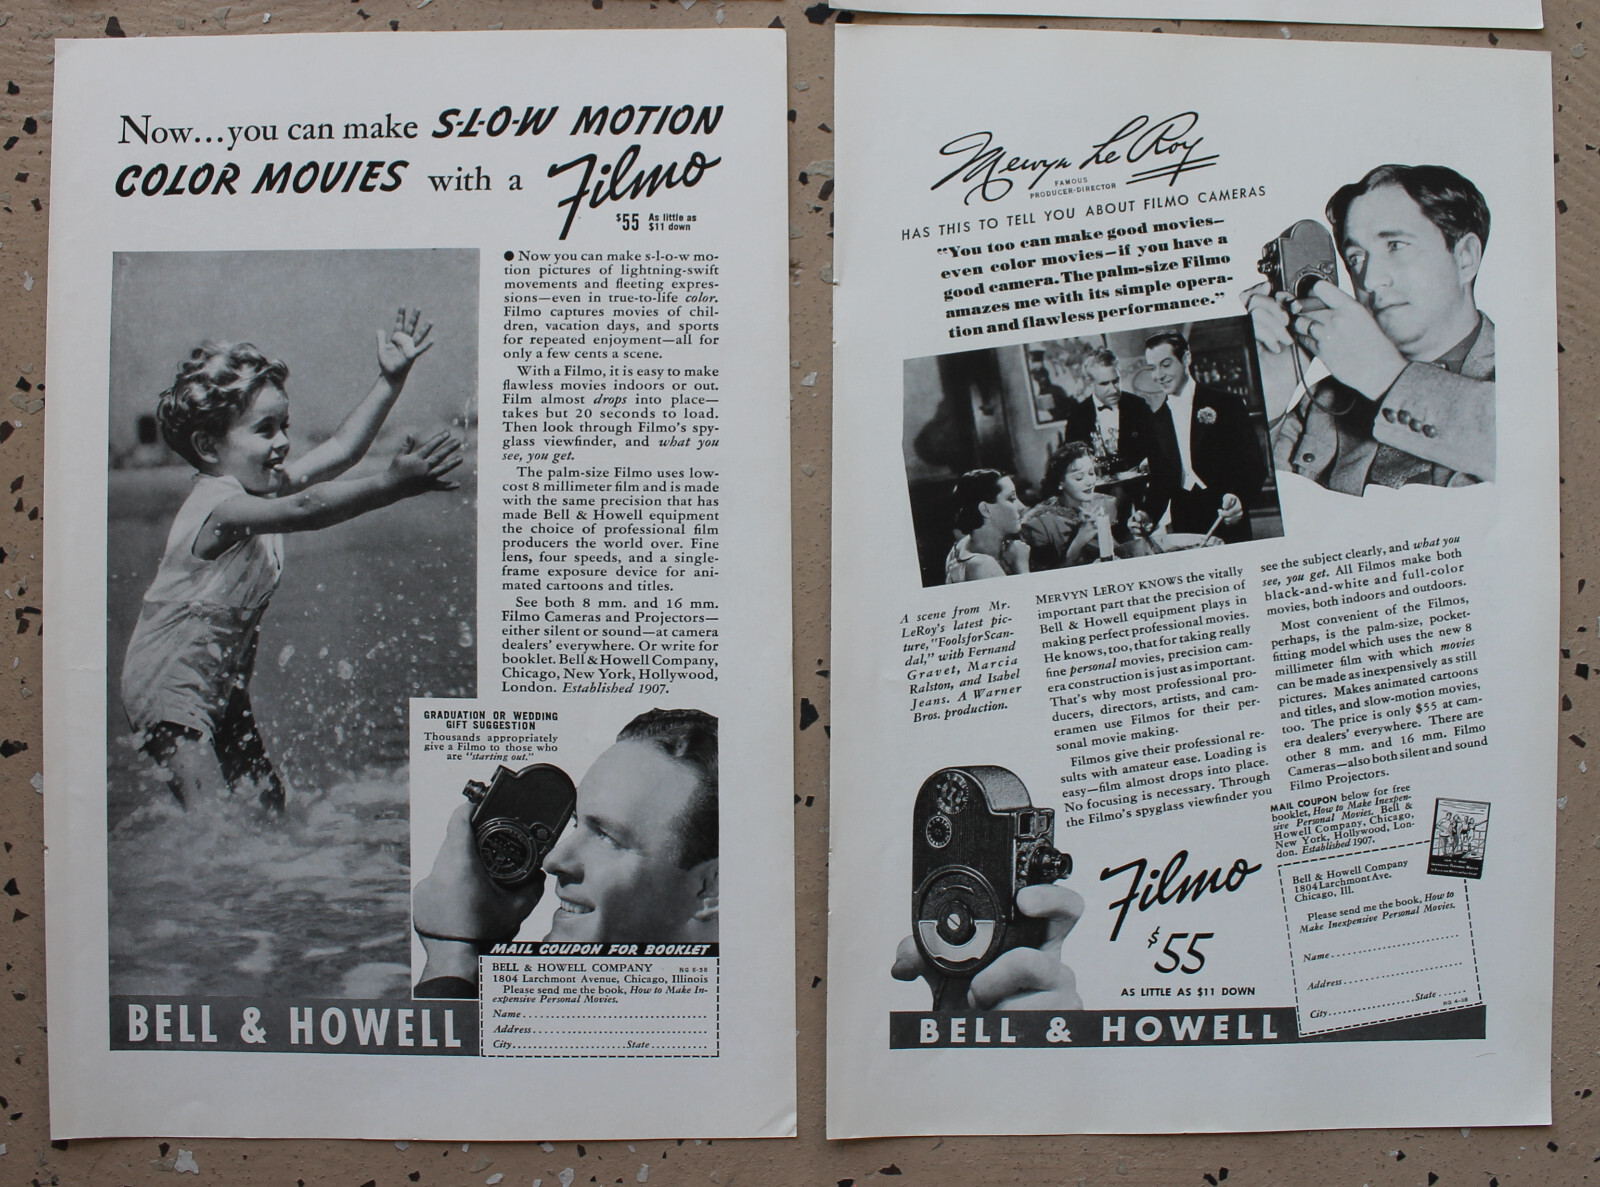 Now...you can make S-L-O-W MOTION
COLOR MOVIES with a Filmo
$55 As little as
$11 down
● Now you can make s-l-o-w mo-
tion pictures of lightning-swift
movements and fleeting expres-
sions—even in true-to-life color.
Filmo captures movies of chil-
dren, vacation days, and sports
for repeated enjoyment—all for
only a few cents a scene.
With a Filmo, it is easy to make
flawless movies indoors or out.
Film almost drops into place—
takes but 20 seconds to load.
Then look through Filmo's spy-
glass viewfinder, and what you
see, you get.
The palm-size Filmo uses low-
cost 8 millimeter film and is made
with the same precision that has
made Bell & Howell equipment
the choice of professional film
producers the world over. Fine
lens, four speeds, and a single-
frame exposure device for ani-
mated cartoons and titles.
See both 8 mm. and 16 mm.
Filmo Cameras and Projectors—
either silent or sound—at camera
dealers' everywhere. Or write for
booklet. Bell & Howell Company,
Chicago, New York, Hollywood,
London. Established 1907.
GRADUATION OR WEDDING
GIFT SUGGESTION
Thousands appropriately
give a Filmo to those who
are "starting out."
MAIL COUPON FOR BOOKLET
BELL & HOWELL COMPANY NG 6-38
1804 Larchmont Avenue, Chicago, Illinois
Please send me the book, How to Make In-
expensive Personal Movies.
Name
Address
City State
BELL & HOWELL
Mervyn Le Roy
FAMOUS
PRODUCER-DIRECTOR
HAS THIS TO TELL YOU ABOUT FILMO CAMERAS
"You too can make good movies—
even color movies—if you have a
good camera. The palm-size Filmo
amazes me with its simple opera-
tion and flawless performance."
A scene from Mr.
LeRoy's latest pic-
ture, "Fools for Scan-
dal," with Fernand
Gravet, Marcia
Ralston, and Isabel
Jeans. A Warner
Bros. production.
MERVYN LEROY KNOWS the vitally
important part that the precision of
Bell & Howell equipment plays in
making perfect professional movies.
He knows, too, that for taking really
fine personal movies, precision cam-
era construction is just as important.
That's why most professional pro-
ducers, directors, artists, and cam-
eramen use Filmos for their per-
sonal movie making.
Filmos give their professional re-
sults with amateur ease. Loading is
easy—film almost drops into place.
No focusing is necessary. Through
the Filmo's spyglass viewfinder you
see the subject clearly, and what you
see, you get. All Filmos make both
black-and-white and full-color
movies, both indoors and outdoors.
Most convenient of the Filmos,
perhaps, is the palm-size, pocket-
fitting model which uses the new 8
millimeter film with which movies
can be made as inexpensively as still
pictures. Makes animated cartoons
and titles, and slow-motion movies,
too. The price is only $55 at cam-
era dealers' everywhere. There are
other 8 mm. and 16 mm. Filmo
Cameras—also both silent and sound
Filmo Projectors.
MAIL COUPON below for free
booklet, How to Make Inexpen-
sive Personal Movies. Bell &
Howell Company, Chicago,
New York, Hollywood, Lon-
don. Established 1907.
Filmo
$55
AS LITTLE AS $11 DOWN
Bell & Howell Company
1804 Larchmont Ave.
Chicago, Ill.
Please send me the book, How to
Make Inexpensive Personal Movies.
Name
Address
City State
NG 4-38
BELL & HOWELL